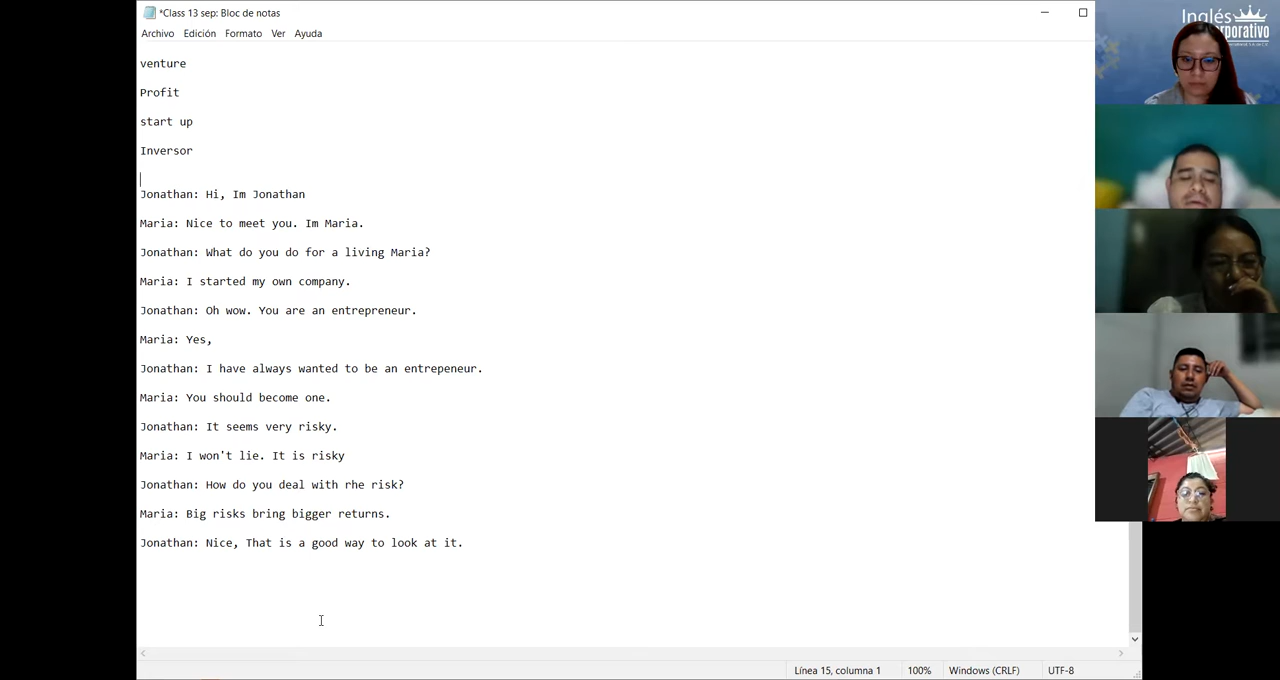 *Class 13 sep: Bloc de notas
Archivo Edición Formato Ver Ayuda
venture
Profit
start up
Inversor
Jonathan: Hi, Im Jonathan
Maria: Nice to meet you. Im Maria.
Jonathan: What do you do for a living Maria?
Maria: I started my own company.
Jonathan: Oh wow. You are an entrepreneur.
Maria: Yes,
Jonathan: I have always wanted to be an entrepeneur.
Maria: You should become one.
Jonathan: It seems very risky.
Maria: I won't lie. It is risky
Jonathan: How do you deal with rhe risk?
Maria: Big risks bring bigger returns.
Jonathan: Nice, That is a good way to look at it.
Línea 15, columna 1 100% Windows (CRLF) UTF-8
Inglés